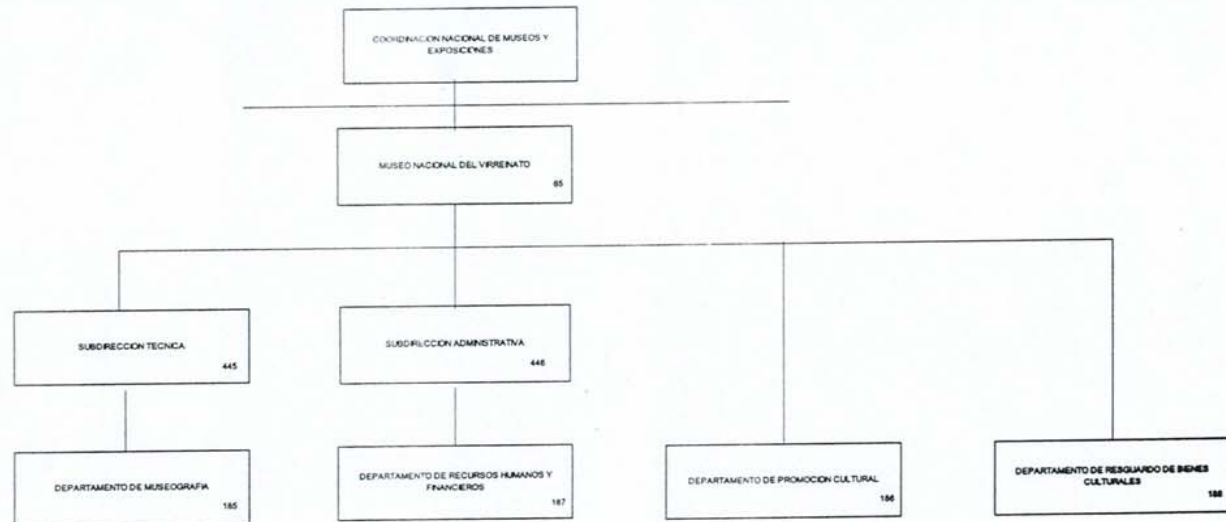 COORDINACION NACIONAL DE MUSEOS Y
EXPOSICIONES
MUSEO NACIONAL DEL VIRREINATO
65
SUBDIRECCION TECNICA
445
SUBDIRECCION ADMINISTRATIVA
446
DEPARTAMENTO DE MUSEOGRAFIA
185
DEPARTAMENTO DE RECURSOS HUMANOS Y
FINANCIEROS
187
DEPARTAMENTO DE PROMOCION CULTURAL
186
DEPARTAMENTO DE RESGUARDO DE BIENES
CULTURALES
188